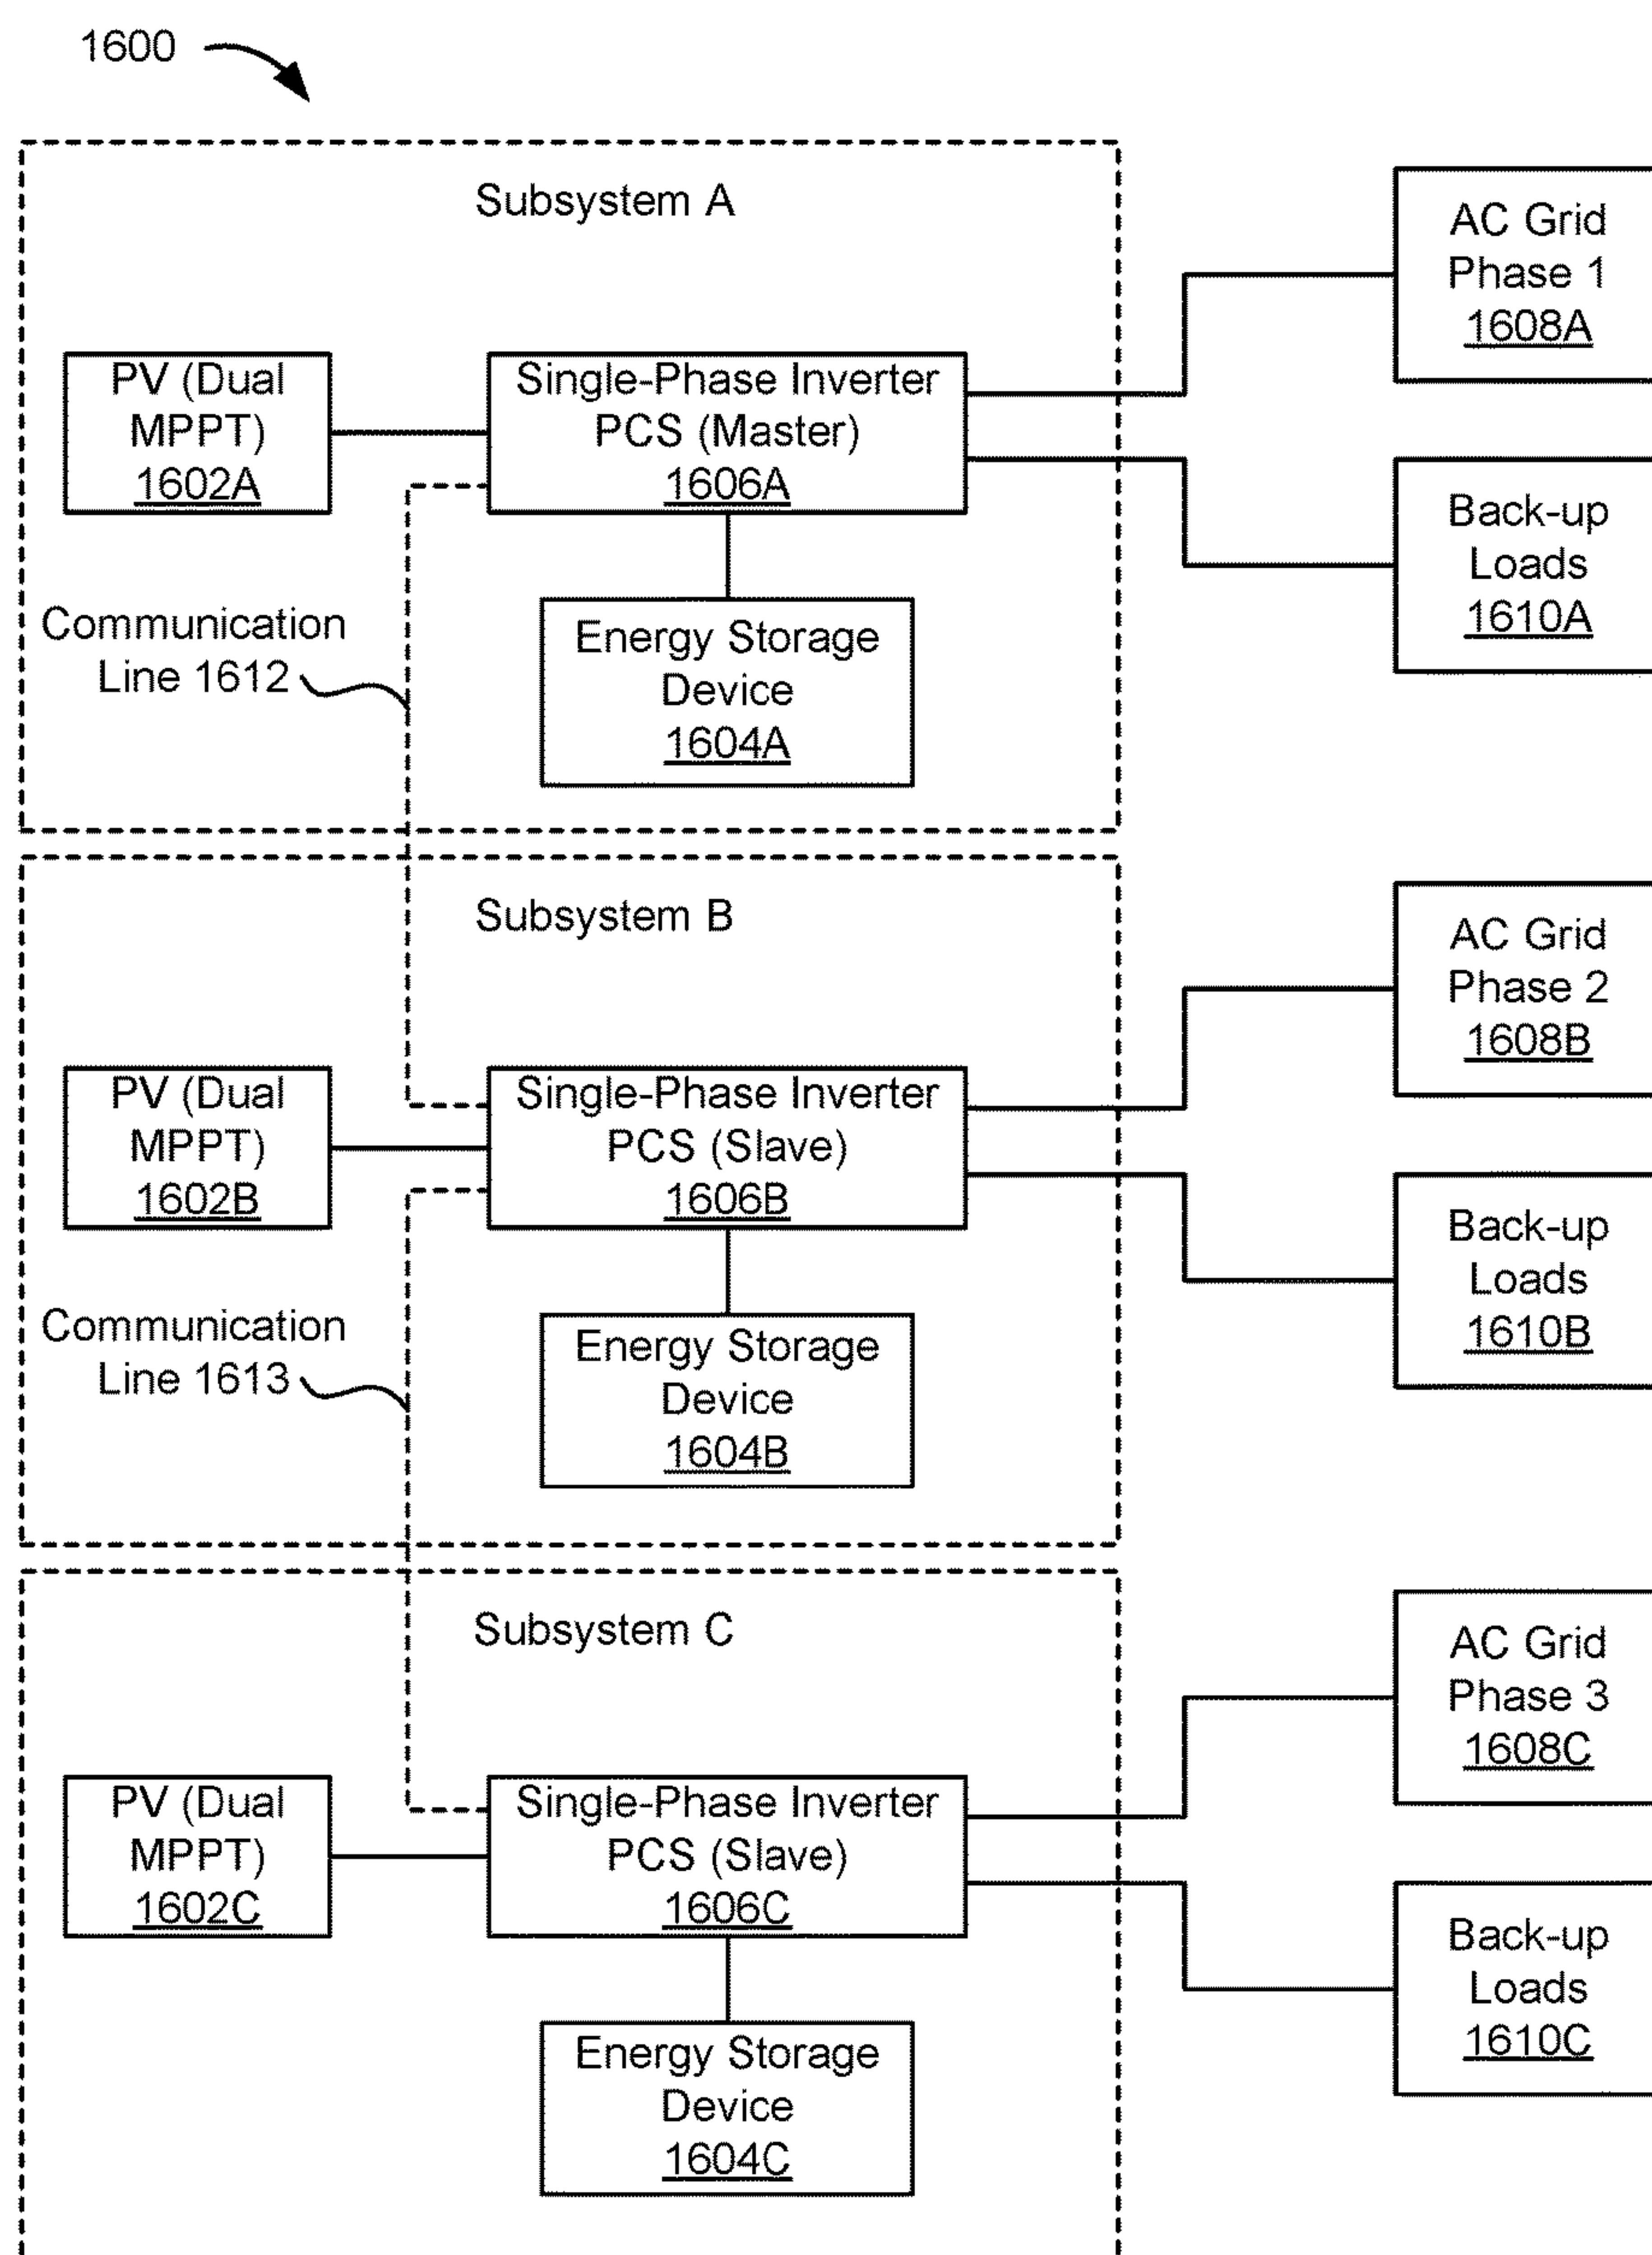 1600
Subsystem A
AC Grid
Phase 1
1608A
PV (Dual
MPPT)
1602A
Single-Phase Inverter
PCS (Master)
1606A
Back-up
Loads
1610A
Communication
Line 1612
Energy Storage
Device
1604A
Subsystem B
AC Grid
Phase 2
1608B
PV (Dual
MPPT)
1602B
Single-Phase Inverter
PCS (Slave)
1606B
Back-up
Loads
1610B
Communication
Line 1613
Energy Storage
Device
1604B
Subsystem C
AC Grid
Phase 3
1608C
PV (Dual
MPPT)
1602C
Single-Phase Inverter
PCS (Slave)
1606C
Back-up
Loads
1610C
Energy Storage
Device
1604C